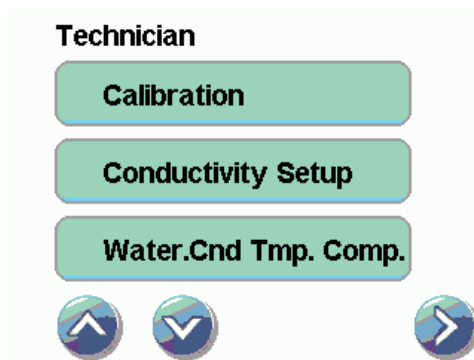 Technician
Calibration
Conductivity Setup
Water.Cnd Tmp. Comp.